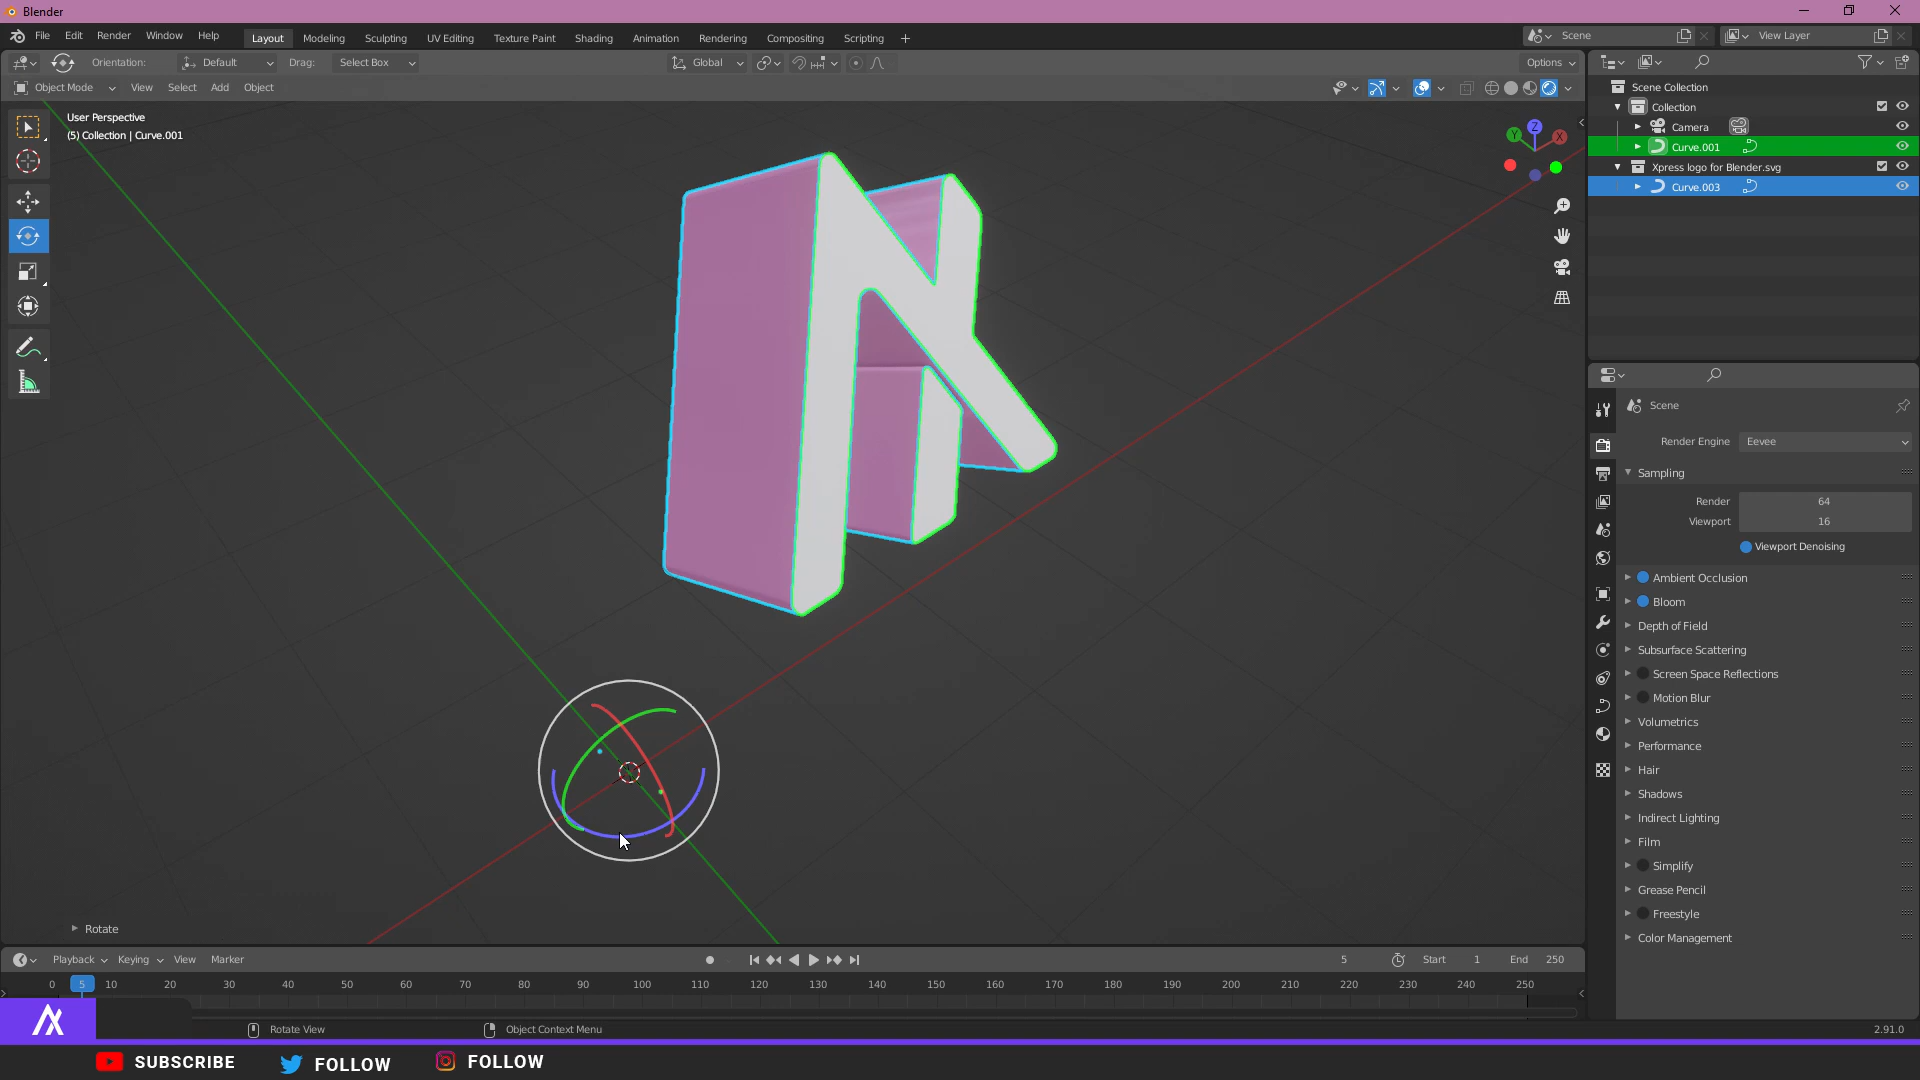 Blender
File Edit Render Window Help Layout Modeling Sculpting UV Editing Texture Paint Shading Animation Rendering Compositing Scripting + Scene View Layer
Orientation: Default Drag: Select Box Global Options
Object Mode View Select Add Object
User Perspective
(5) Collection | Curve.001
Z
Y
X
Scene Collection
Collection
Camera
Curve.001
Xpress logo for Blender.svg
Curve.003
Scene
Render Engine Eevee
Sampling
Render 64
Viewport 16
Viewport Denoising
Ambient Occlusion
Bloom
Depth of Field
Subsurface Scattering
Screen Space Reflections
Motion Blur
Volumetrics
Performance
Hair
Shadows
Indirect Lighting
Film
Simplify
Grease Pencil
Freestyle
Color Management
Rotate
Playback Keying View Marker 5 Start 1 End 250
0 5 10 20 30 40 50 60 70 80 90 100 110 120 130 140 150 160 170 180 190 200 210 220 230 240 250
Rotate View Object Context Menu 2.91.0
SUBSCRIBE FOLLOW FOLLOW